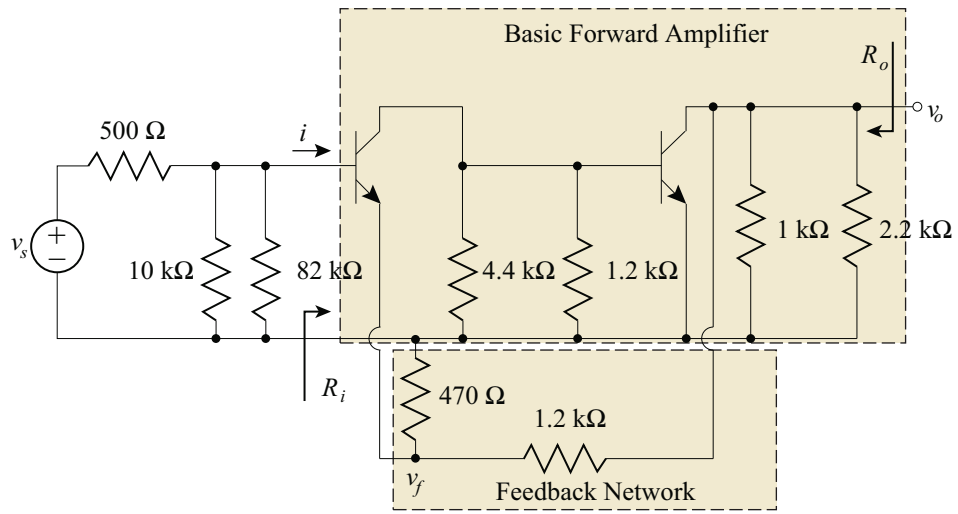 Basic Forward Amplifier
R_o
500 Ω
i
v_o
v_s
10 kΩ
82 kΩ
4.4 kΩ
1.2 kΩ
1 kΩ
2.2 kΩ
R_i
470 Ω
1.2 kΩ
v_f
Feedback Network